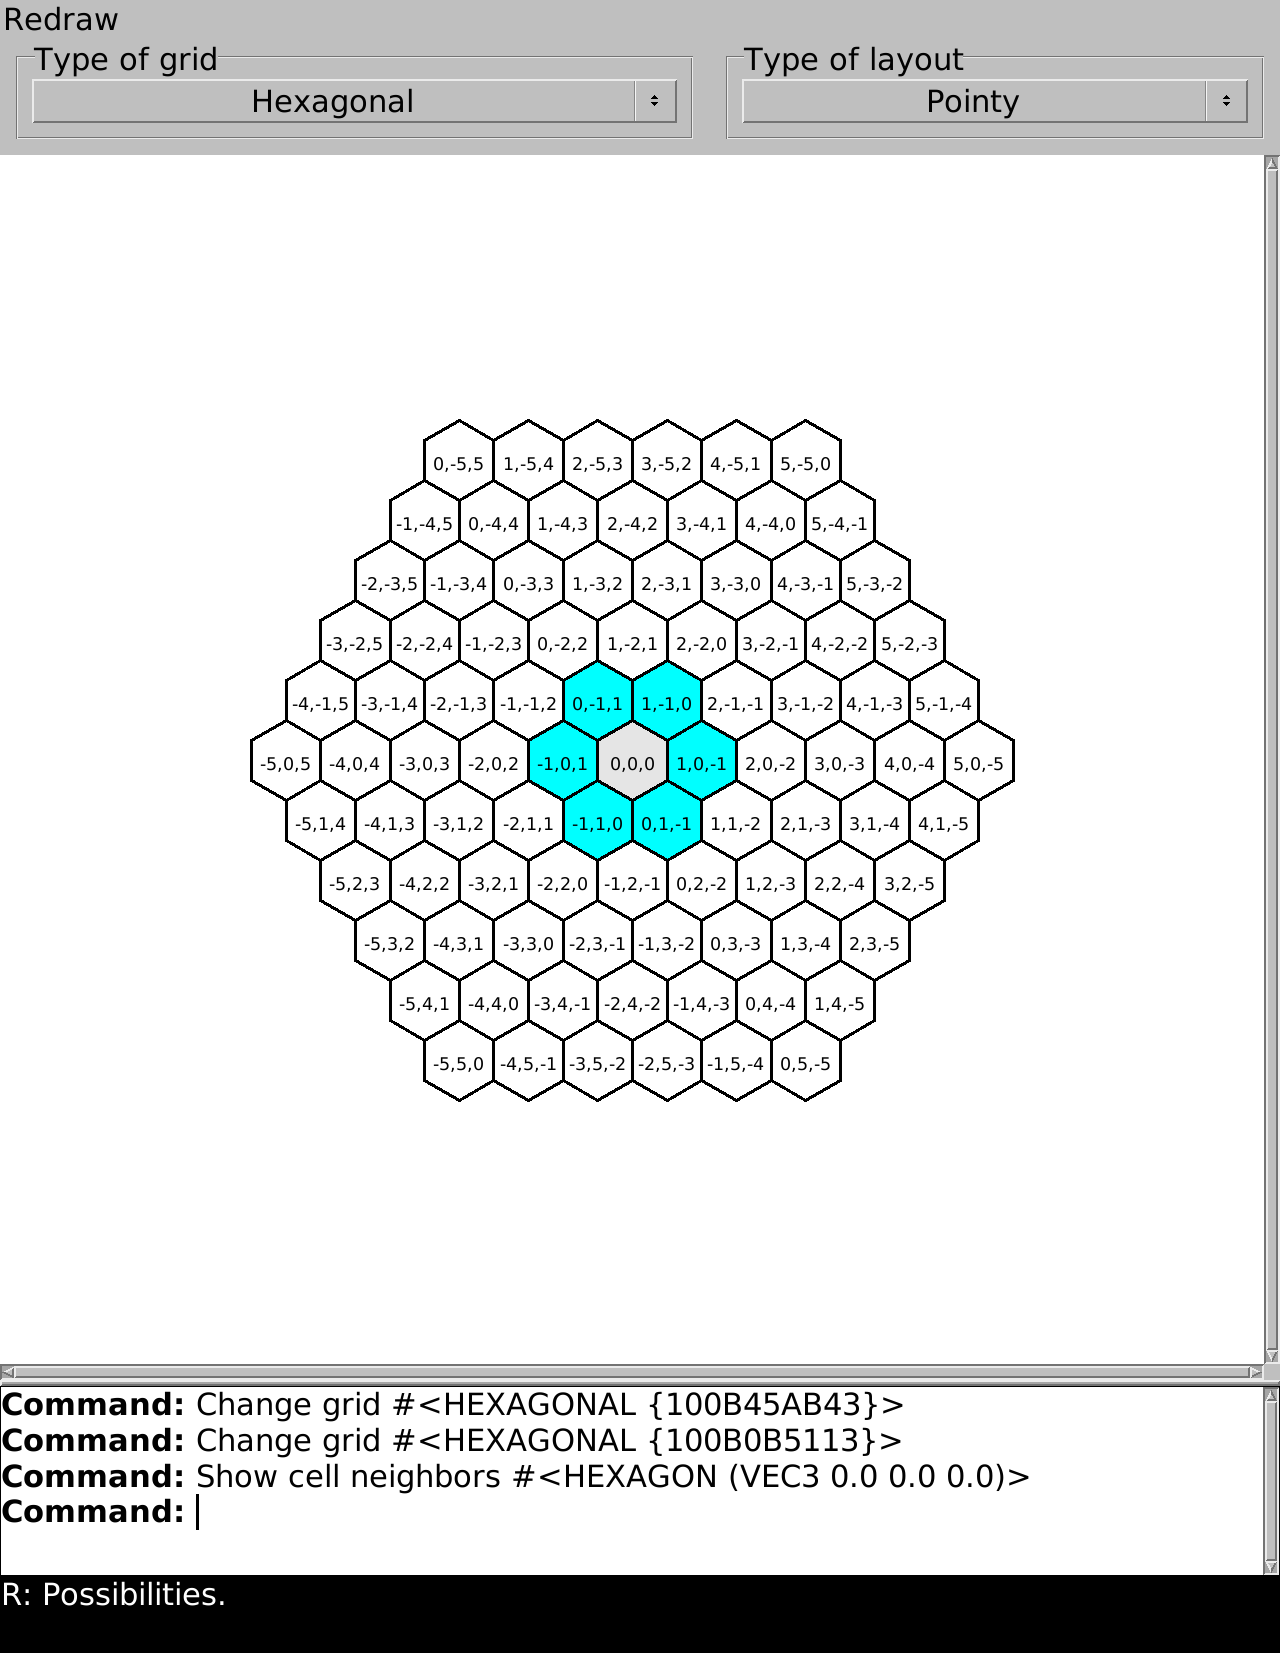 Redraw
Type of grid Type of layout
Hexagonal Pointy
0,-5,5 1,-5,4 2,-5,3 3,-5,2 4,-5,1 5,-5,0
-1,-4,5 0,-4,4 1,-4,3 2,-4,2 3,-4,1 4,-4,0 5,-4,-1
-2,-3,5 -1,-3,4 0,-3,3 1,-3,2 2,-3,1 3,-3,0 4,-3,-1 5,-3,-2
-3,-2,5 -2,-2,4 -1,-2,3 0,-2,2 1,-2,1 2,-2,0 3,-2,-1 4,-2,-2 5,-2,-3
-4,-1,5 -3,-1,4 -2,-1,3 -1,-1,2 0,-1,1 1,-1,0 2,-1,-1 3,-1,-2 4,-1,-3 5,-1,-4
-5,0,5 -4,0,4 -3,0,3 -2,0,2 -1,0,1 0,0,0 1,0,-1 2,0,-2 3,0,-3 4,0,-4 5,0,-5
-5,1,4 -4,1,3 -3,1,2 -2,1,1 -1,1,0 0,1,-1 1,1,-2 2,1,-3 3,1,-4 4,1,-5
-5,2,3 -4,2,2 -3,2,1 -2,2,0 -1,2,-1 0,2,-2 1,2,-3 2,2,-4 3,2,-5
-5,3,2 -4,3,1 -3,3,0 -2,3,-1 -1,3,-2 0,3,-3 1,3,-4 2,3,-5
-5,4,1 -4,4,0 -3,4,-1 -2,4,-2 -1,4,-3 0,4,-4 1,4,-5
-5,5,0 -4,5,-1 -3,5,-2 -2,5,-3 -1,5,-4 0,5,-5
Command: Change grid #<HEXAGONAL {100B45AB43}>
Command: Change grid #<HEXAGONAL {100B0B5113}>
Command: Show cell neighbors #<HEXAGON (VEC3 0.0 0.0 0.0)>
Command:
R: Possibilities.